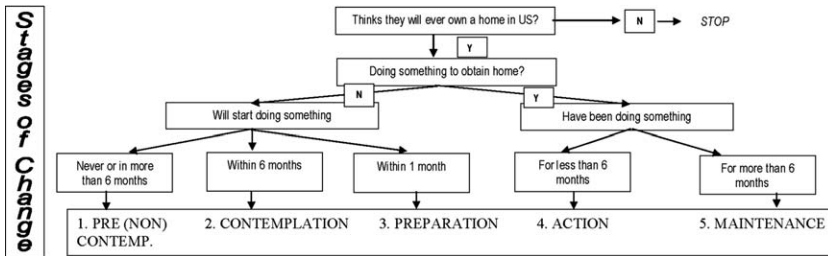 Stages of Change
Thinks they will ever own a home in US?
N
STOP
Y
Doing something to obtain home?
N
Y
Will start doing something
Have been doing something
Never or in more
than 6 months
Within 6 months
Within 1 month
For less than 6
months
For more than 6
months
1. PRE (NON)
CONTEMP.
2. CONTEMPLATION
3. PREPARATION
4. ACTION
5. MAINTENANCE